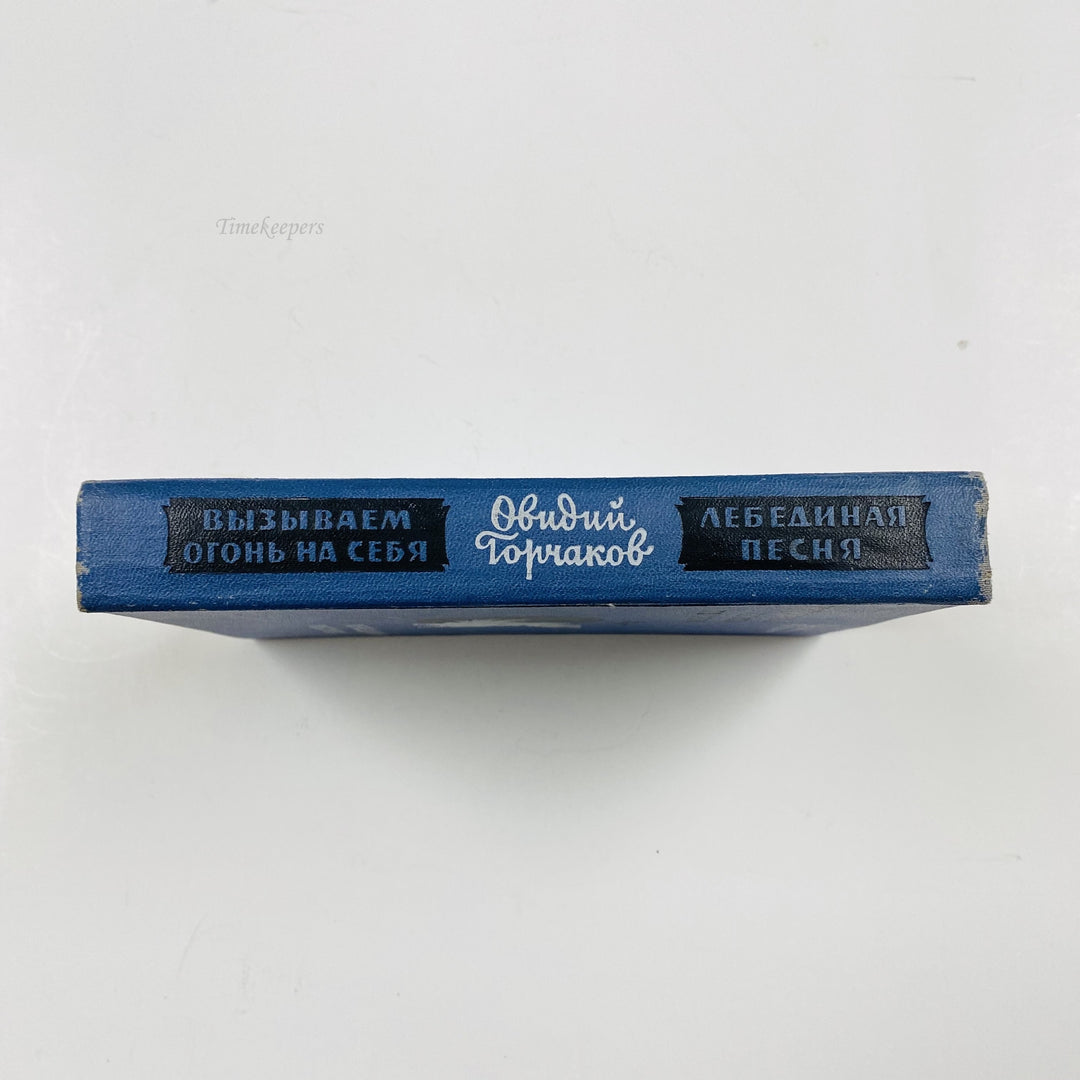 Timekeepers
ВЫЗЫВАЕМ
ОГОНЬ НА СЕБЯ
Овидий
Горчаков
ЛЕБЕДИНАЯ
ПЕСНЯ